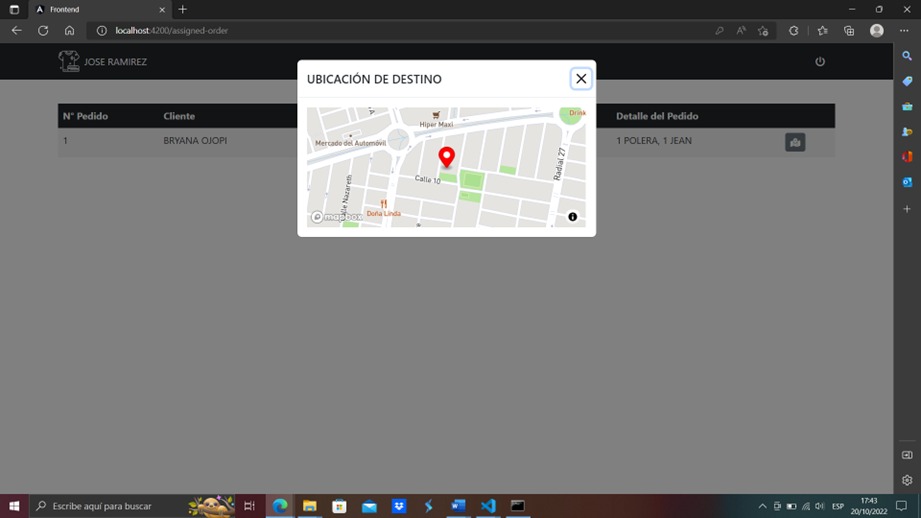 Frontend
localhost:4200/assigned-order
JOSE RAMIREZ
UBICACIÓN DE DESTINO
N° Pedido
Cliente
Detalle del Pedido
1
BRYANA OJOPI
1 POLERA, 1 JEAN
Drink
Hiper Maxi
Mercado del Automóvil
Radial 27
Calle 10
lle Nazareth
Doña Linda
mapbox
Escribe aquí para buscar
ESP
17:43
20/10/2022